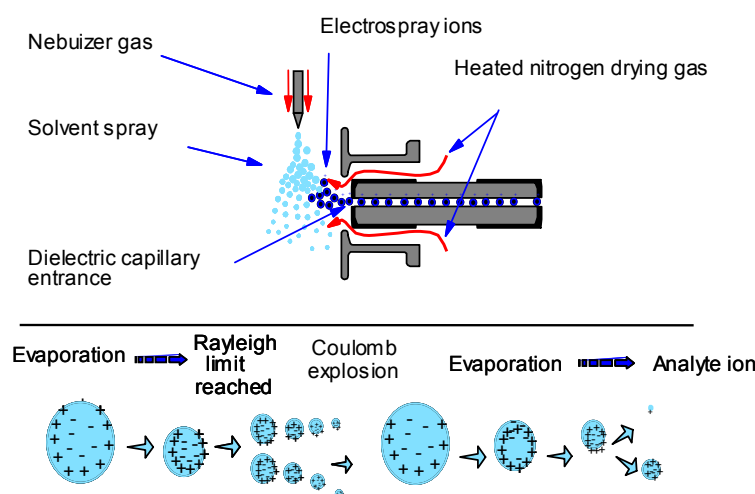 Electrospray ions
Nebuizer gas
Heated nitrogen drying gas
Solvent spray
Dielectric capillary
entrance
Evaporation
Rayleigh
limit
reached
Coulomb
explosion
Evaporation
Analyte ion